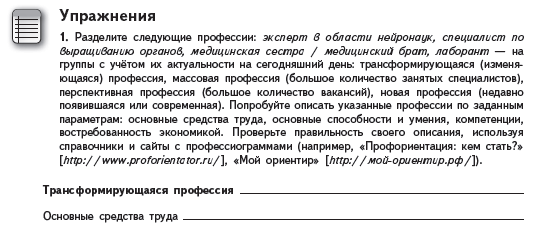 Упражнения
1. Разделите следующие профессии: эксперт в области нейронаук, специалист по
выращиванию органов, медицинская сестра / медицинский брат, лаборант — на
группы с учётом их актуальности на сегодняшний день: трансформирующаяся (изменя-
ющаяся) профессия, массовая профессия (большое количество занятых специалистов),
перспективная профессия (большое количество вакансий), новая профессия (недавно
появившаяся или современная). Попробуйте описать указанные профессии по заданным
параметрам: основные средства труда, основные способности и умения, компетенции,
востребованность экономикой. Проверьте правильность своего описания, используя
справочники и сайты с профессиограммами (например, «Профориентация: кем стать?»
[http://www.proforientator.ru/], «Мой ориентир» [http://мой-ориентир.рф/]).
Трансформирующаяся профессия
Основные средства труда